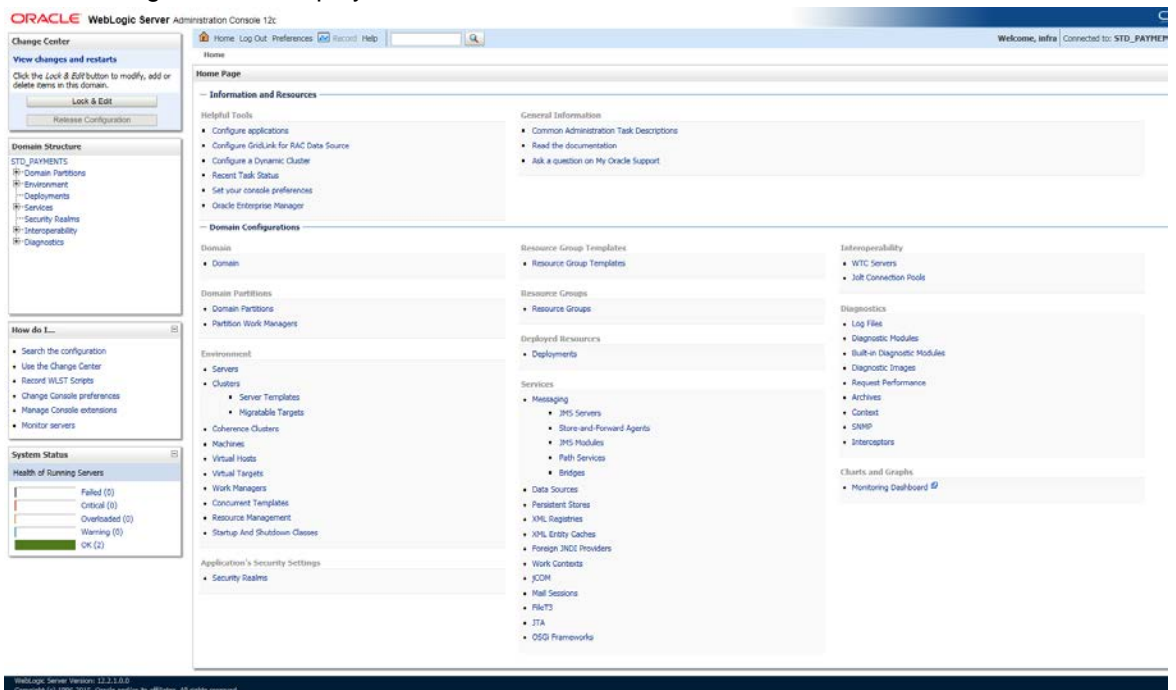 ORACLE WebLogic Server Administration Console 12c
Change Center
View changes and restarts
Click the Lock & Edit button to modify, add or
delete items in this domain.
Lock & Edit
Release Configuration
Domain Structure
STD_PAYMENTS
Domain Partitions
Environment
Deployments
Services
Security Realms
Interoperability
Diagnostics
How do I...
Search the configuration
Use the Change Center
Record WLST Scripts
Change Console preferences
Manage Console extensions
Monitor servers
System Status
Health of Running Servers
Failed (0)
Critical (0)
Overloaded (0)
Warning (0)
OK (2)
Home Log Out Preferences Record Help
Welcome, infra Connected to: STD_PAYMEN
Home
Home Page
Information and Resources
Helpful Tools
Configure applications
Configure GridLink for RAC Data Source
Configure a Dynamic Cluster
Recent Task Status
Set your console preferences
Oracle Enterprise Manager
General Information
Common Administration Task Descriptions
Read the documentation
Ask a question on My Oracle Support
Domain Configurations
Domain
Domain
Domain Partitions
Domain Partitions
Partition Work Managers
Environment
Servers
Clusters
Server Templates
Migratable Targets
Coherence Clusters
Machines
Virtual Hosts
Virtual Targets
Work Managers
Concurrent Templates
Resource Management
Startup And Shutdown Classes
Application's Security Settings
Security Realms
Resource Group Templates
Resource Group Templates
Resource Groups
Resource Groups
Deployed Resources
Deployments
Services
Messaging
JMS Servers
Store-and-Forward Agents
JMS Modules
Path Services
Bridges
Data Sources
Persistent Stores
XML Registries
XML Entity Caches
Foreign JNDI Providers
Work Contexts
jCOM
Mail Sessions
FileT3
JTA
OSGi Frameworks
Interoperability
WTC Servers
Jolt Connection Pools
Diagnostics
Log Files
Diagnostic Modules
Built-in Diagnostic Modules
Diagnostic Images
Request Performance
Archives
Context
SNMP
Interceptors
Charts and Graphs
Monitoring Dashboard
WebLogic Server Version: 12.2.1.0.0